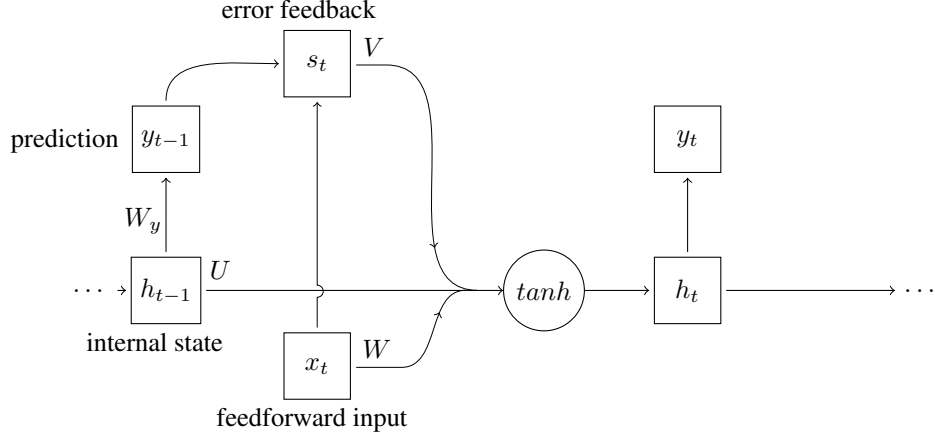 error feedback
s_t
V
prediction
y_{t−1}
y_t
W_y
U
⋯
h_{t−1}
tanh
h_t
⋯
internal state
W
x_t
feedforward input